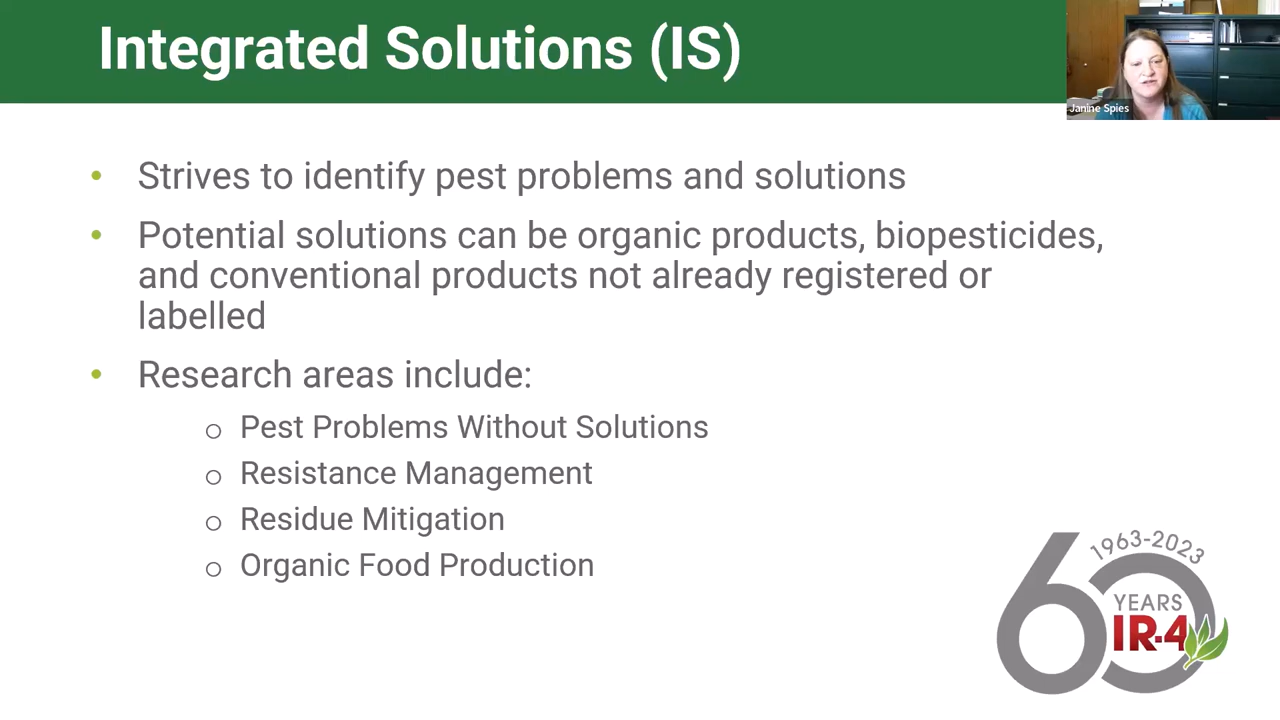 Integrated Solutions (IS)
Janine Spies
• Strives to identify pest problems and solutions
• Potential solutions can be organic products, biopesticides,
and conventional products not already registered or
labelled
• Research areas include:
o Pest Problems Without Solutions
o Resistance Management
o Residue Mitigation
o Organic Food Production
1963-2023
60
YEARS
IR-4